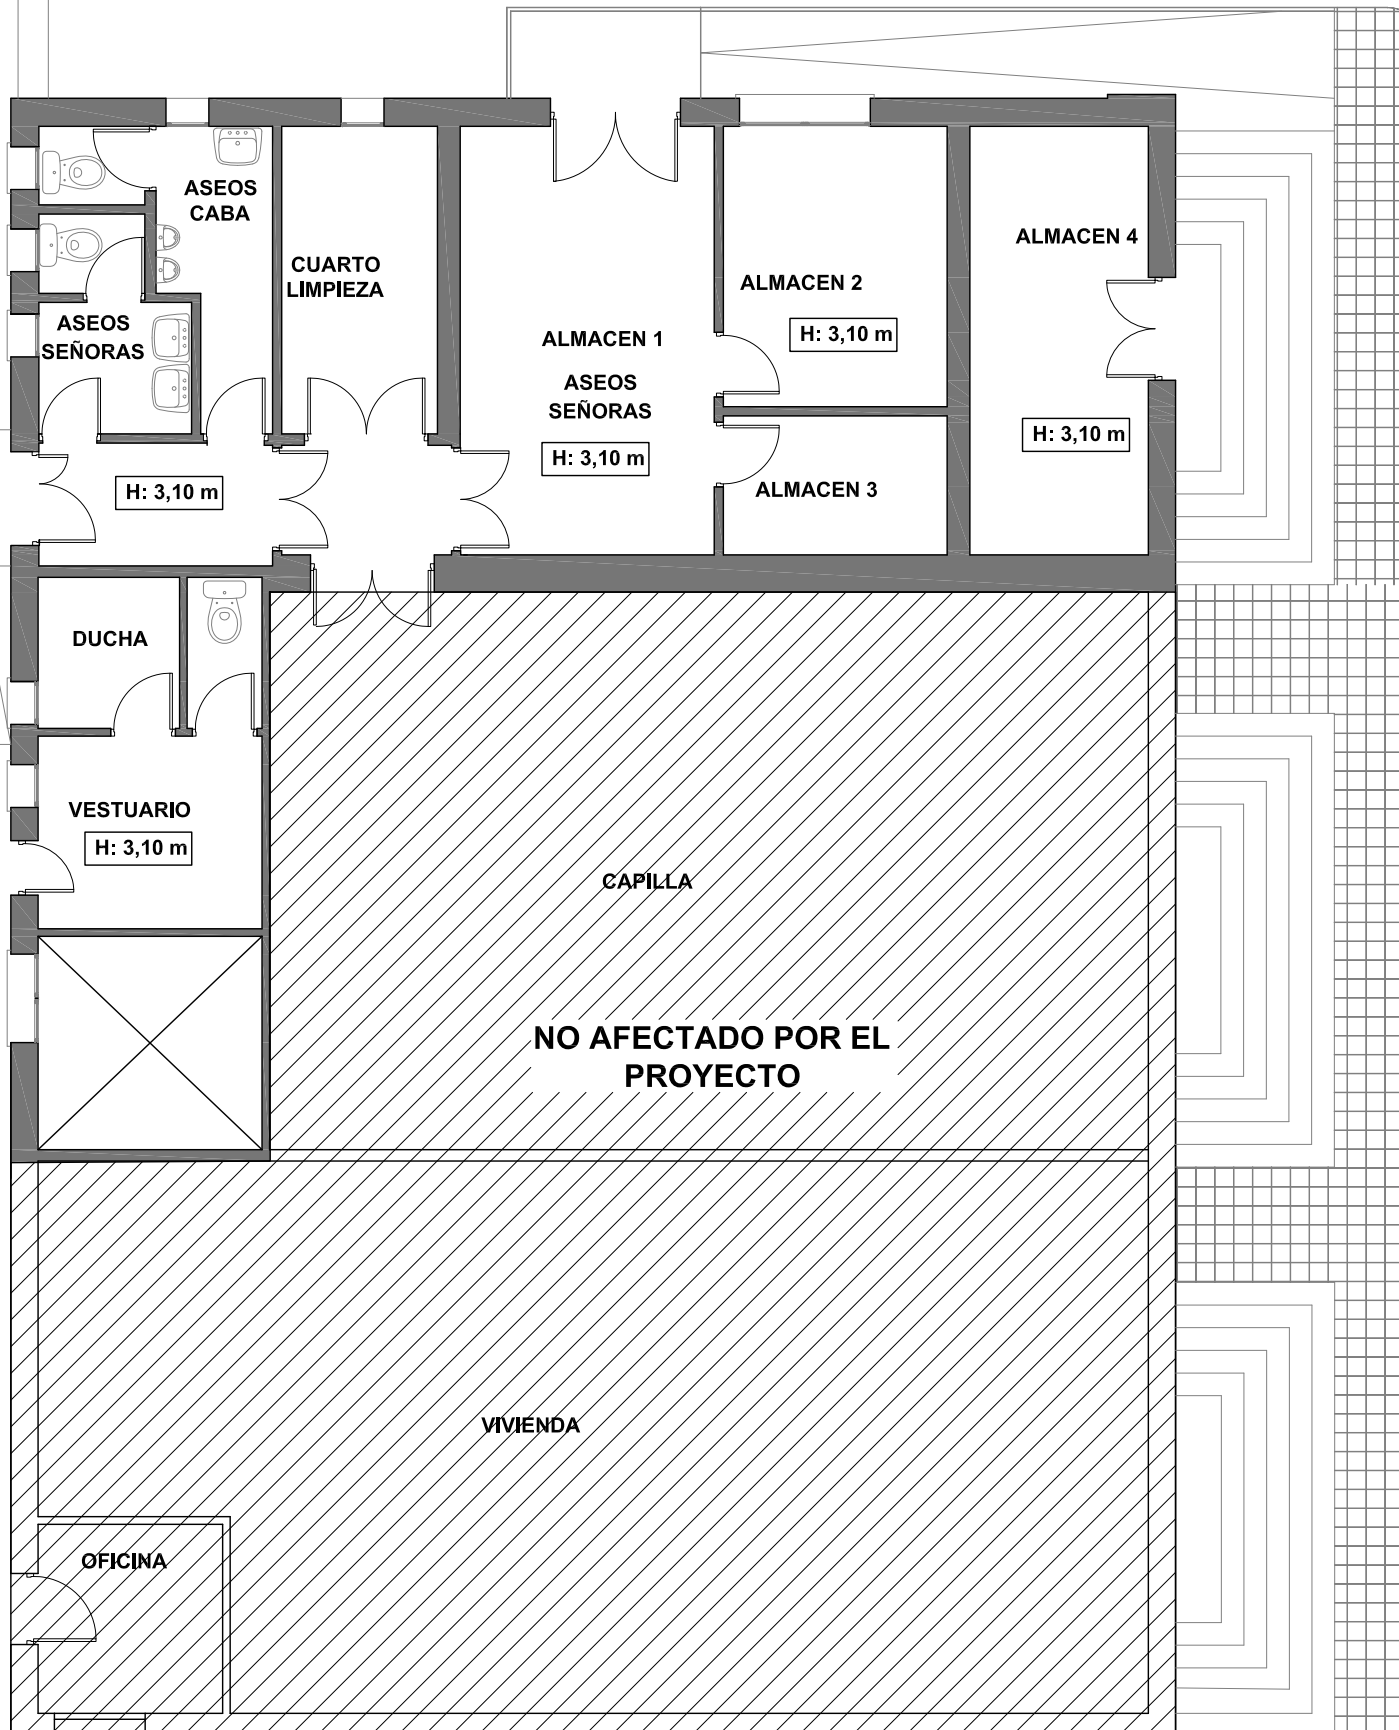 ASEOS
CABA
CUARTO
LIMPIEZA
ASEOS
SEÑORAS
ALMACEN 1
ASEOS
SEÑORAS
H: 3,10 m
ALMACEN 2
H: 3,10 m
ALMACEN 3
ALMACEN 4
H: 3,10 m
H: 3,10 m
DUCHA
VESTUARIO
H: 3,10 m
CAPILLA
NO AFECTADO POR EL
PROYECTO
VIVIENDA
OFICINA